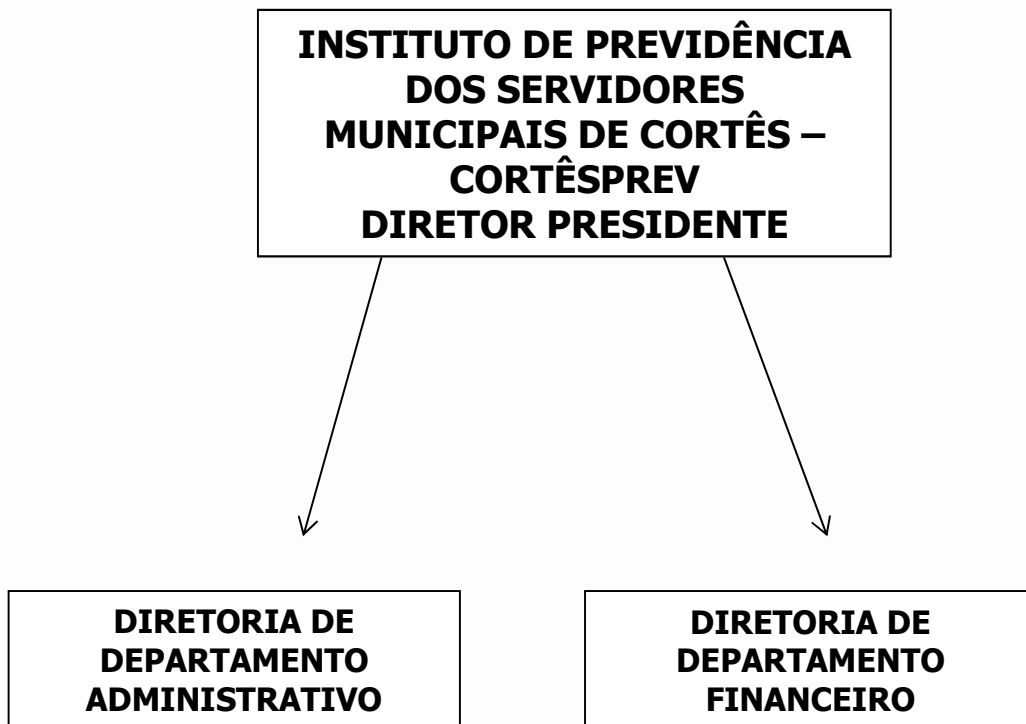 INSTITUTO DE PREVIDÊNCIA
DOS SERVIDORES
MUNICIPAIS DE CORTÊS –
CORTÊSPREV
DIRETOR PRESIDENTE
DIRETORIA DE
DEPARTAMENTO
ADMINISTRATIVO
DIRETORIA DE
DEPARTAMENTO
FINANCEIRO